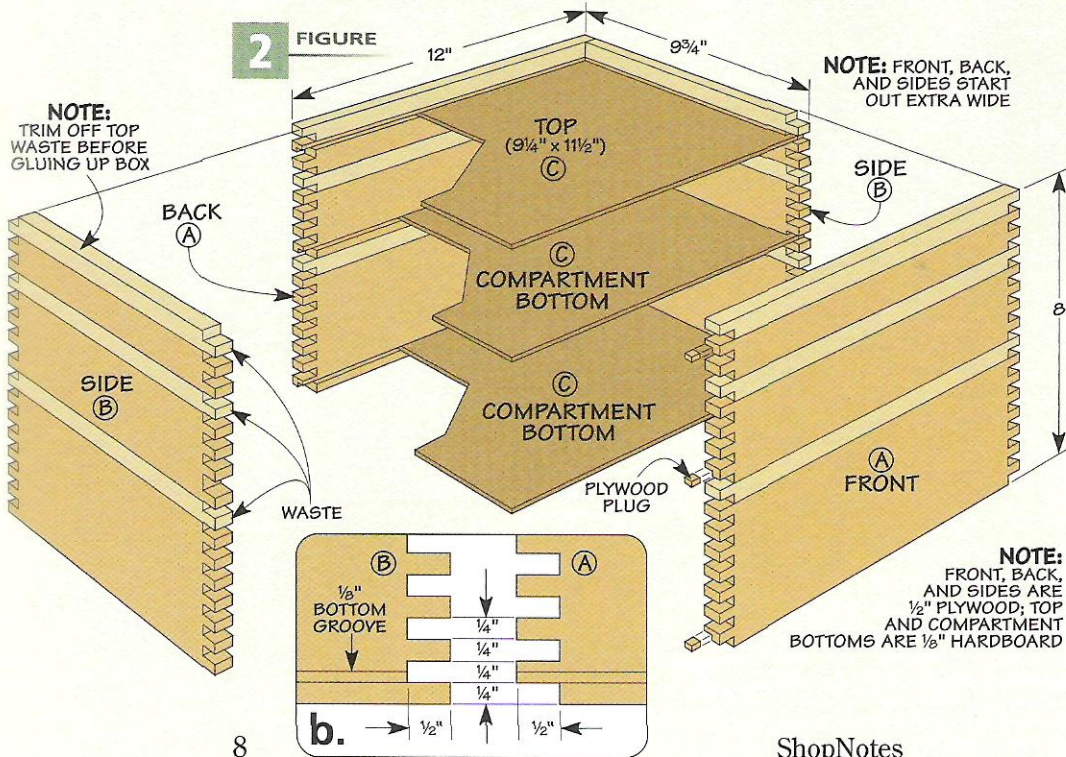 2 FIGURE
12"
9¾"
NOTE: FRONT, BACK,
AND SIDES START
OUT EXTRA WIDE
NOTE:
TRIM OFF TOP
WASTE BEFORE
GLUING UP BOX
TOP
(9¼" x 11½")
C
SIDE
B
BACK
A
C
COMPARTMENT
BOTTOM
8
SIDE
B
C
COMPARTMENT
BOTTOM
A
FRONT
WASTE
PLYWOOD
PLUG
B
A
⅛"
BOTTOM
GROOVE
¼"
¼"
¼"
¼"
½"
½"
b.
NOTE:
FRONT, BACK,
AND SIDES ARE
½" PLYWOOD; TOP
AND COMPARTMENT
BOTTOMS ARE ⅛" HARDBOARD
8
ShopNotes